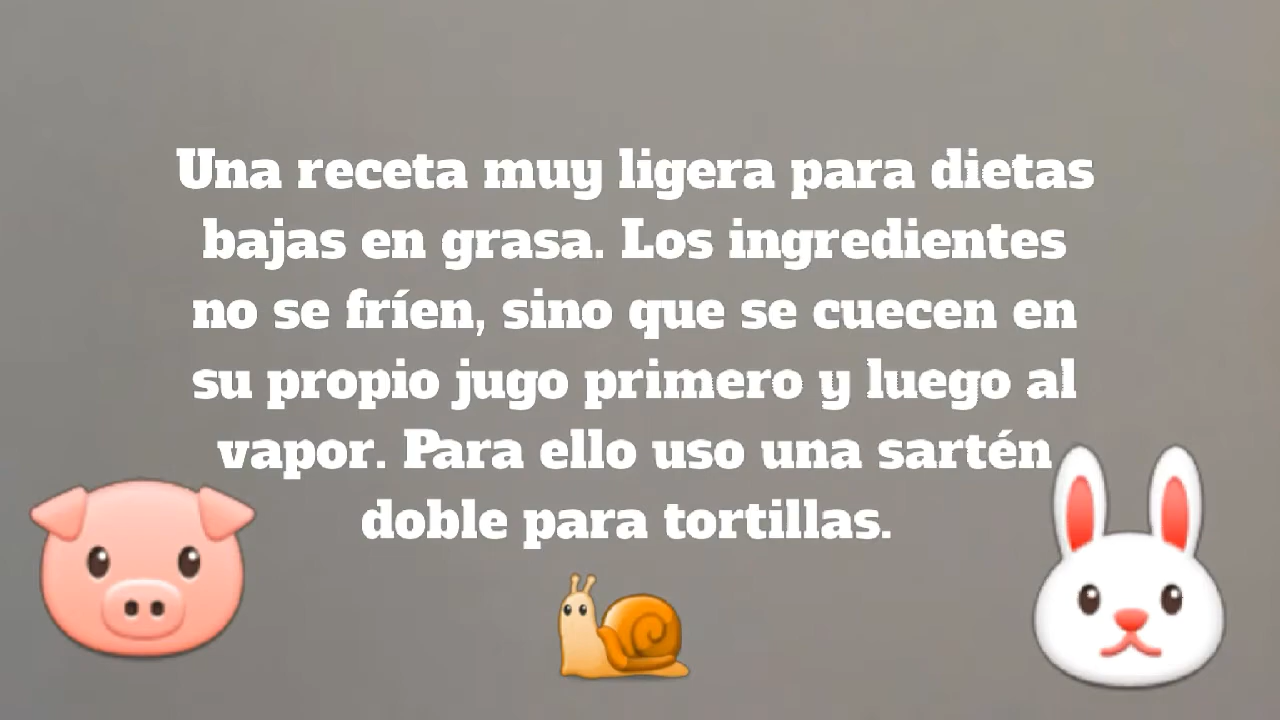 Una receta muy ligera para dietas
bajas en grasa. Los ingredientes
no se fríen, sino que se cuecen en
su propio jugo primero y luego al
vapor. Para ello uso una sartén
doble para tortillas.